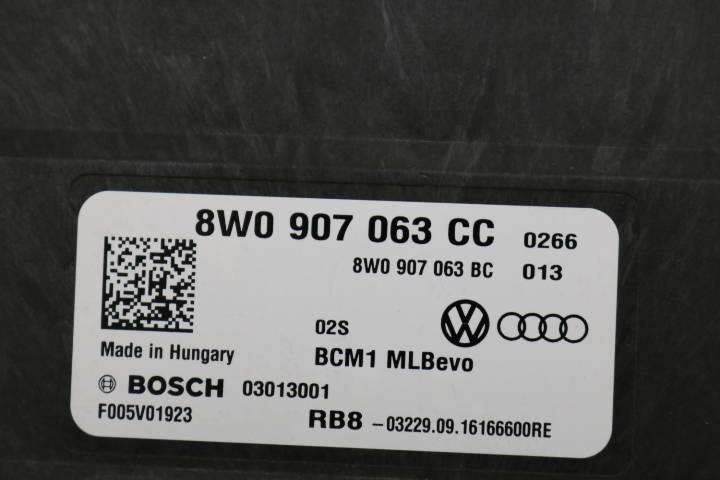 8W0 907 063 CC 0266
8W0 907 063 BC 013
02S
Made in Hungary BCM1 MLBevo
BOSCH 03013001
F005V01923 RB8 -03229.09.16166600RE